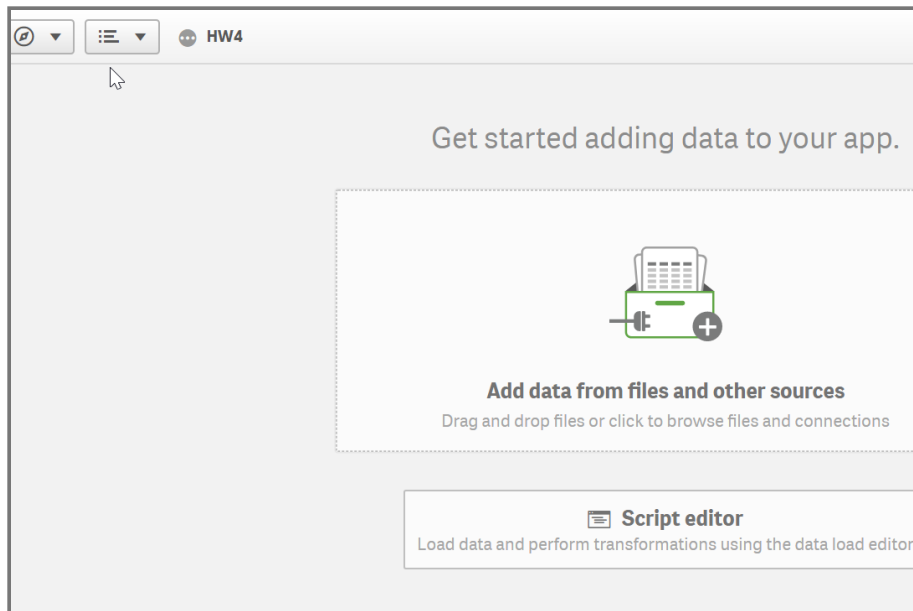 HW4
Get started adding data to your app.
Add data from files and other sources
Drag and drop files or click to browse files and connections
Script editor
Load data and perform transformations using the data load editor